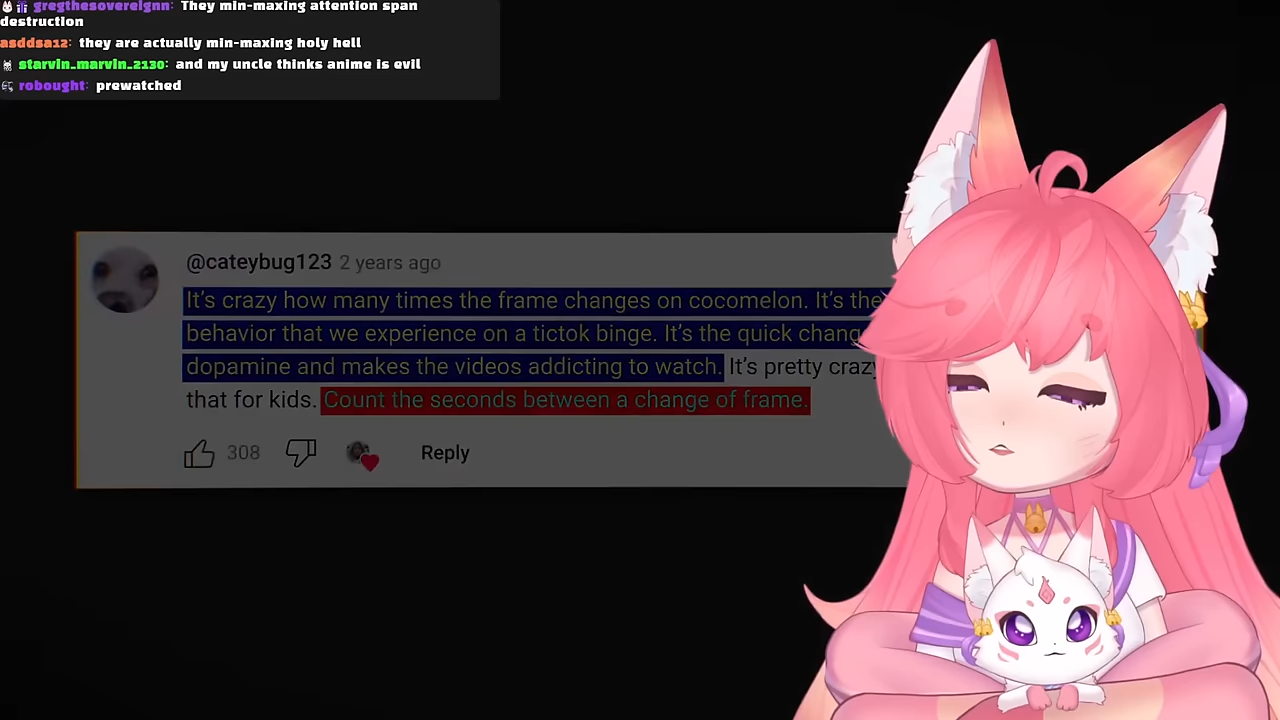 gregthesovereignn: They min-maxing attention span
destruction
asddsa12: they are actually min-maxing holy hell
starvin_marvin_2130: and my uncle thinks anime is evil
robought: prewatched
@cateybug123 2 years ago
It's crazy how many times the frame changes on cocomelon. It's the
behavior that we experience on a tictok binge. It's the quick chang
dopamine and makes the videos addicting to watch. It's pretty crazy
that for kids. Count the seconds between a change of frame.
308 Reply